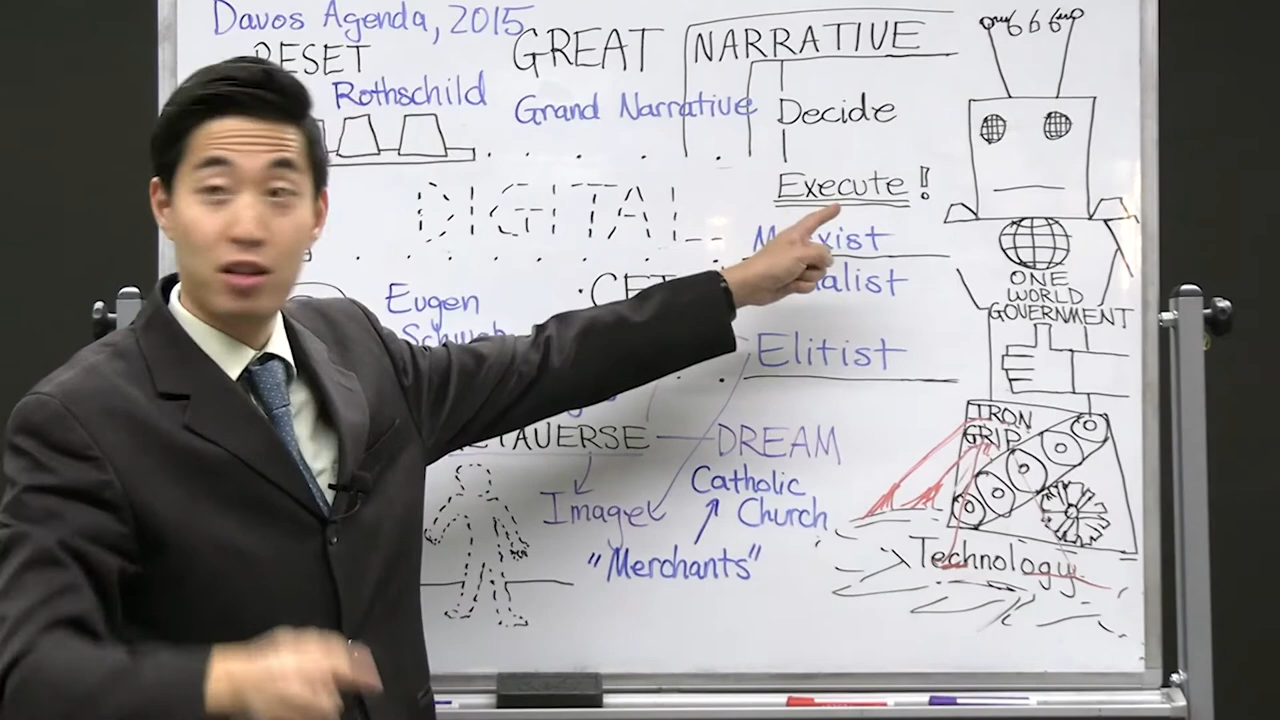 Davos Agenda, 2015
RESET
GREAT NARRATIVE
666
Rothschild
Grand Narrative
Decide
DIGITAL
Execute!
Eugen
ONE
WORLD
GOVERNMENT
Elitist
IRON
GRIP
DREAM
Catholic
Church
Image
"Merchants"
Technology